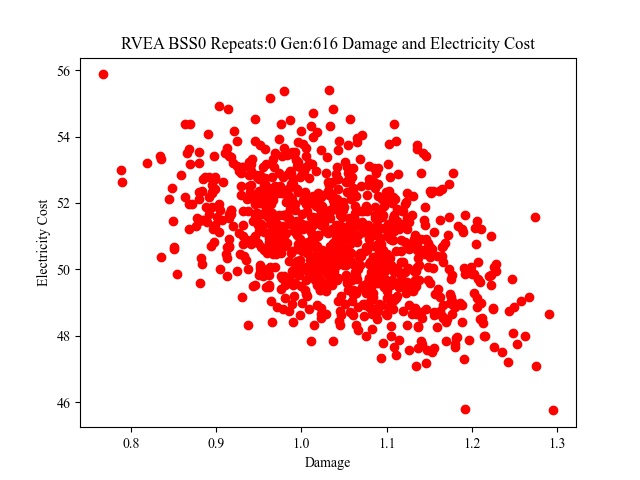 RVEA BSS0 Repeats:0 Gen:616 Damage and Electricity Cost
56
54
52
50
48
46
Electricity Cost
0.8 0.9 1.0 1.1 1.2 1.3
Damage